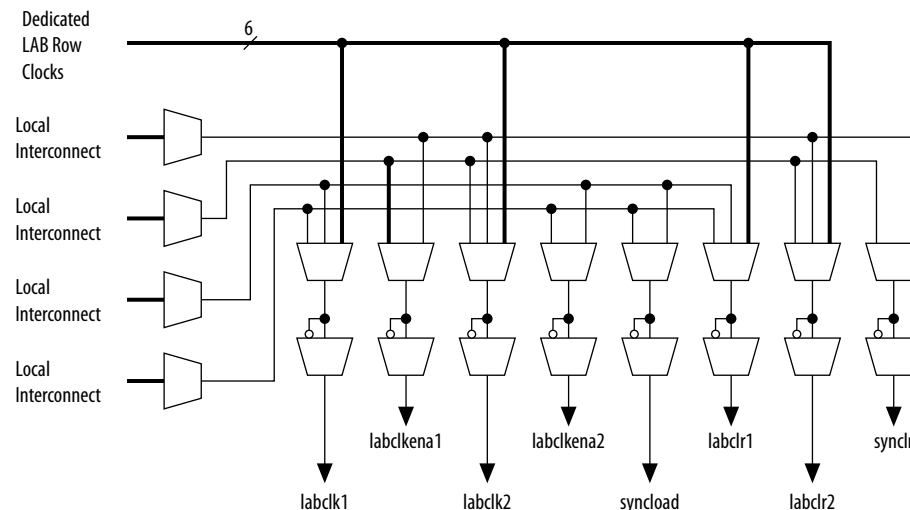 Dedicated
LAB Row
Clocks
6
Local
Interconnect
Local
Interconnect
Local
Interconnect
Local
Interconnect
labclkena1
labclkena2
labclr1
synclr
labclk1
labclk2
syncload
labclr2